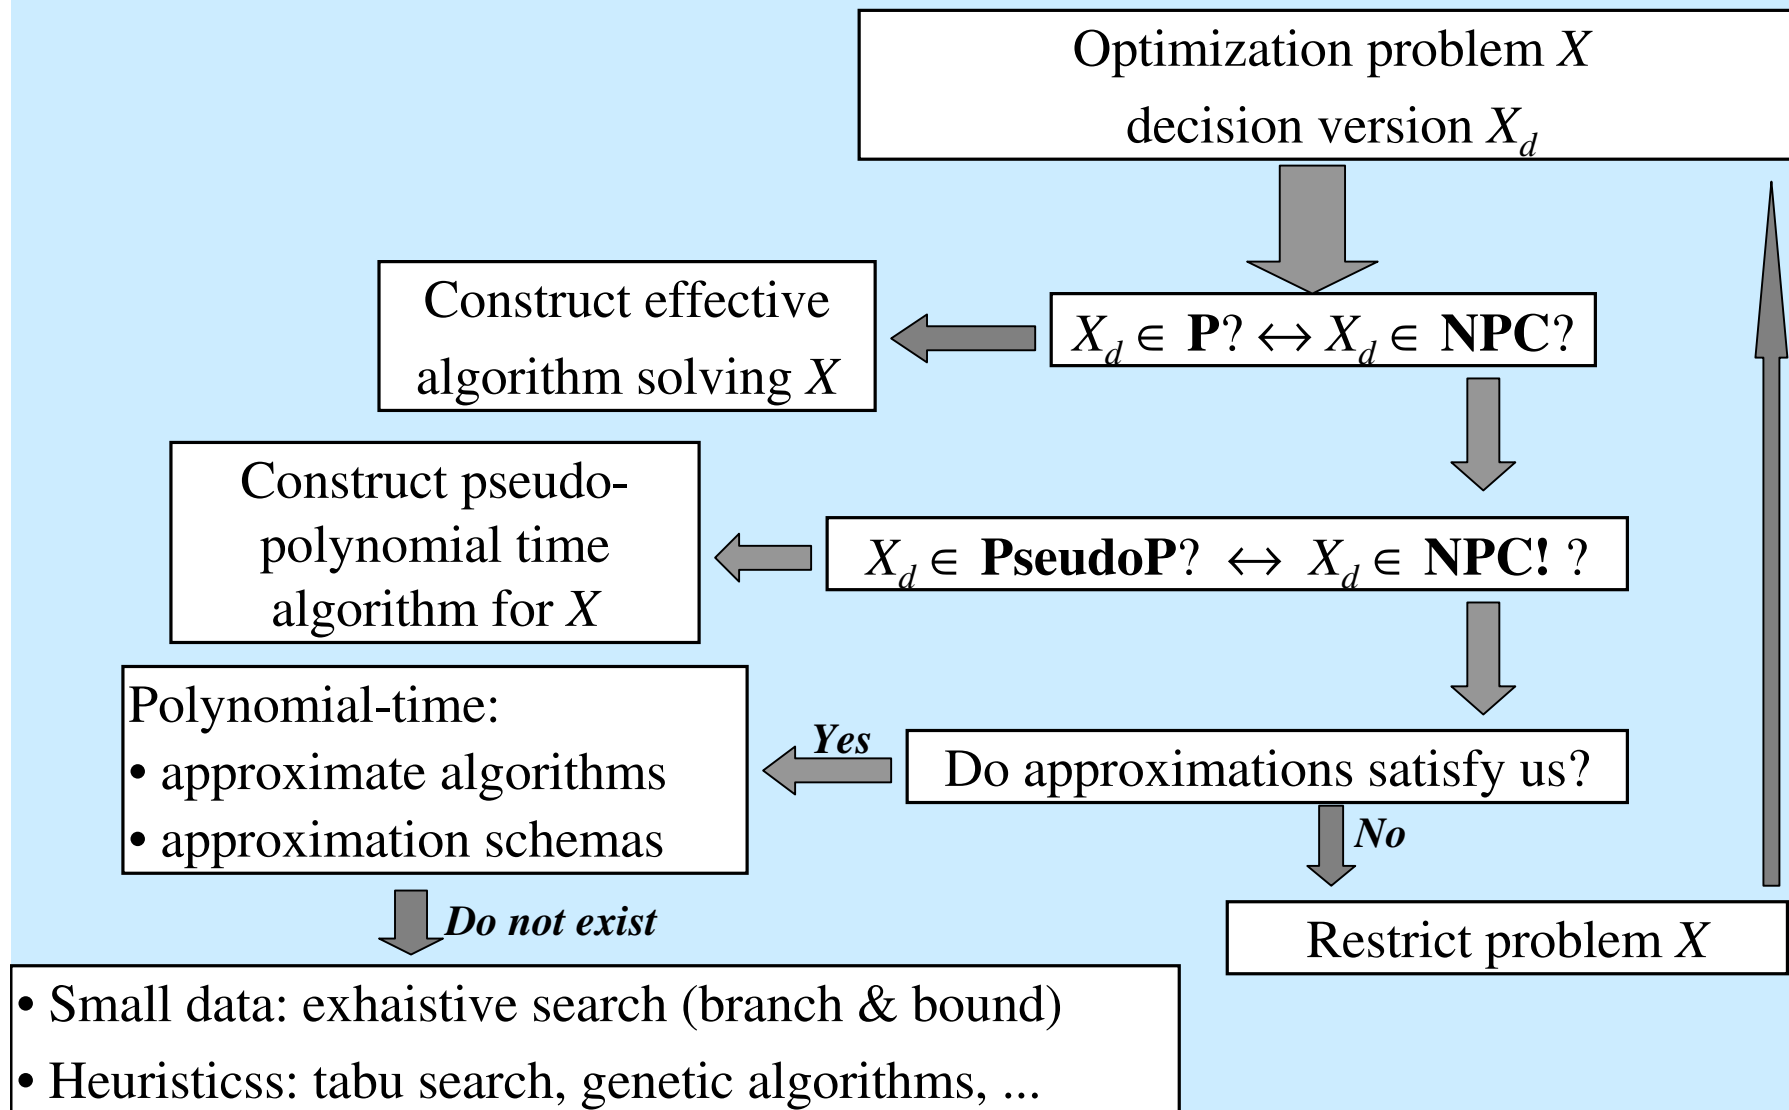 Optimization problem X
decision version X_d
Construct effective
algorithm solving X
X_d ∈ P? ↔ X_d ∈ NPC?
Construct pseudo-
polynomial time
algorithm for X
X_d ∈ PseudoP? ↔ X_d ∈ NPC! ?
Polynomial-time:
• approximate algorithms
• approximation schemas
Yes
Do approximations satisfy us?
No
Do not exist
Restrict problem X
• Small data: exhaistive search (branch & bound)
• Heuristicss: tabu search, genetic algorithms, ...